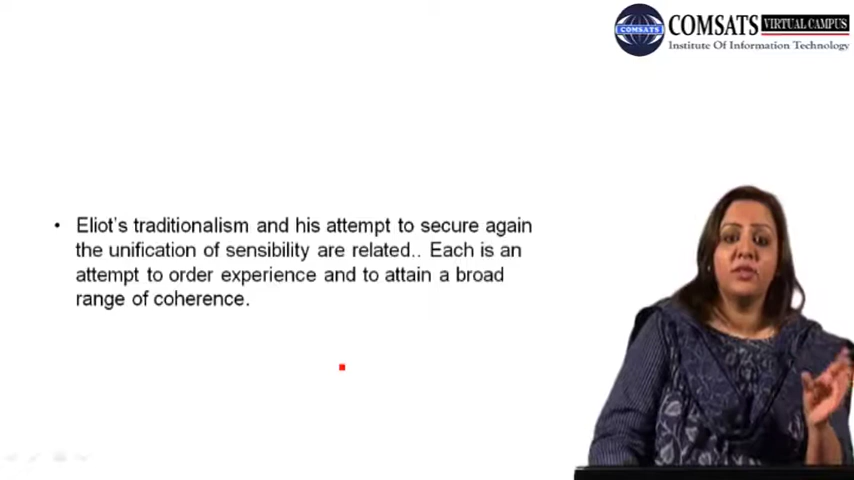 COMSATS
COMSATS VIRTUAL CAMPUS
Institute Of Information Technology
• Eliot's traditionalism and his attempt to secure again
the unification of sensibility are related.. Each is an
attempt to order experience and to attain a broad
range of coherence.